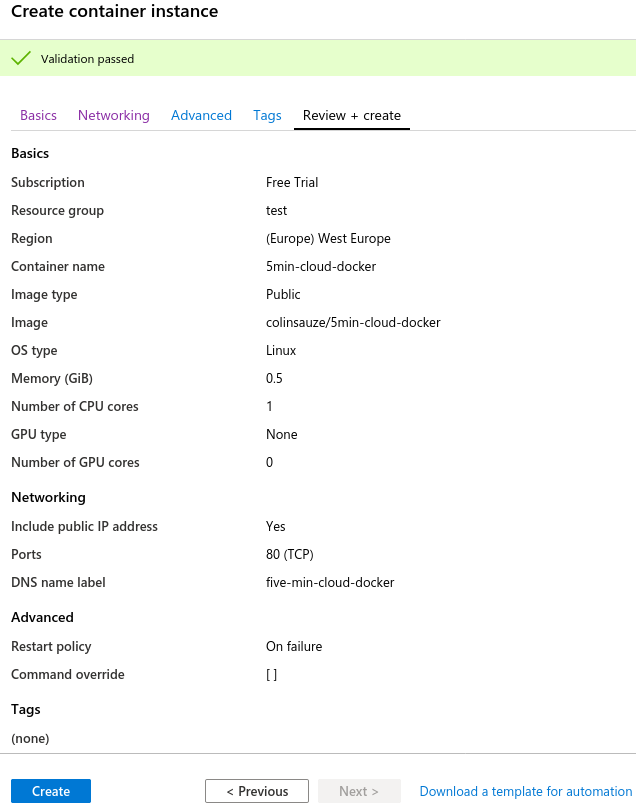 Create container instance
Validation passed
Basics Networking Advanced Tags Review + create
Basics
Subscription Free Trial
Resource group test
Region (Europe) West Europe
Container name 5min-cloud-docker
Image type Public
Image colinsauze/5min-cloud-docker
OS type Linux
Memory (GiB) 0.5
Number of CPU cores 1
GPU type None
Number of GPU cores 0
Networking
Include public IP address Yes
Ports 80 (TCP)
DNS name label five-min-cloud-docker
Advanced
Restart policy On failure
Command override [ ]
Tags
(none)
Create < Previous Next > Download a template for automation